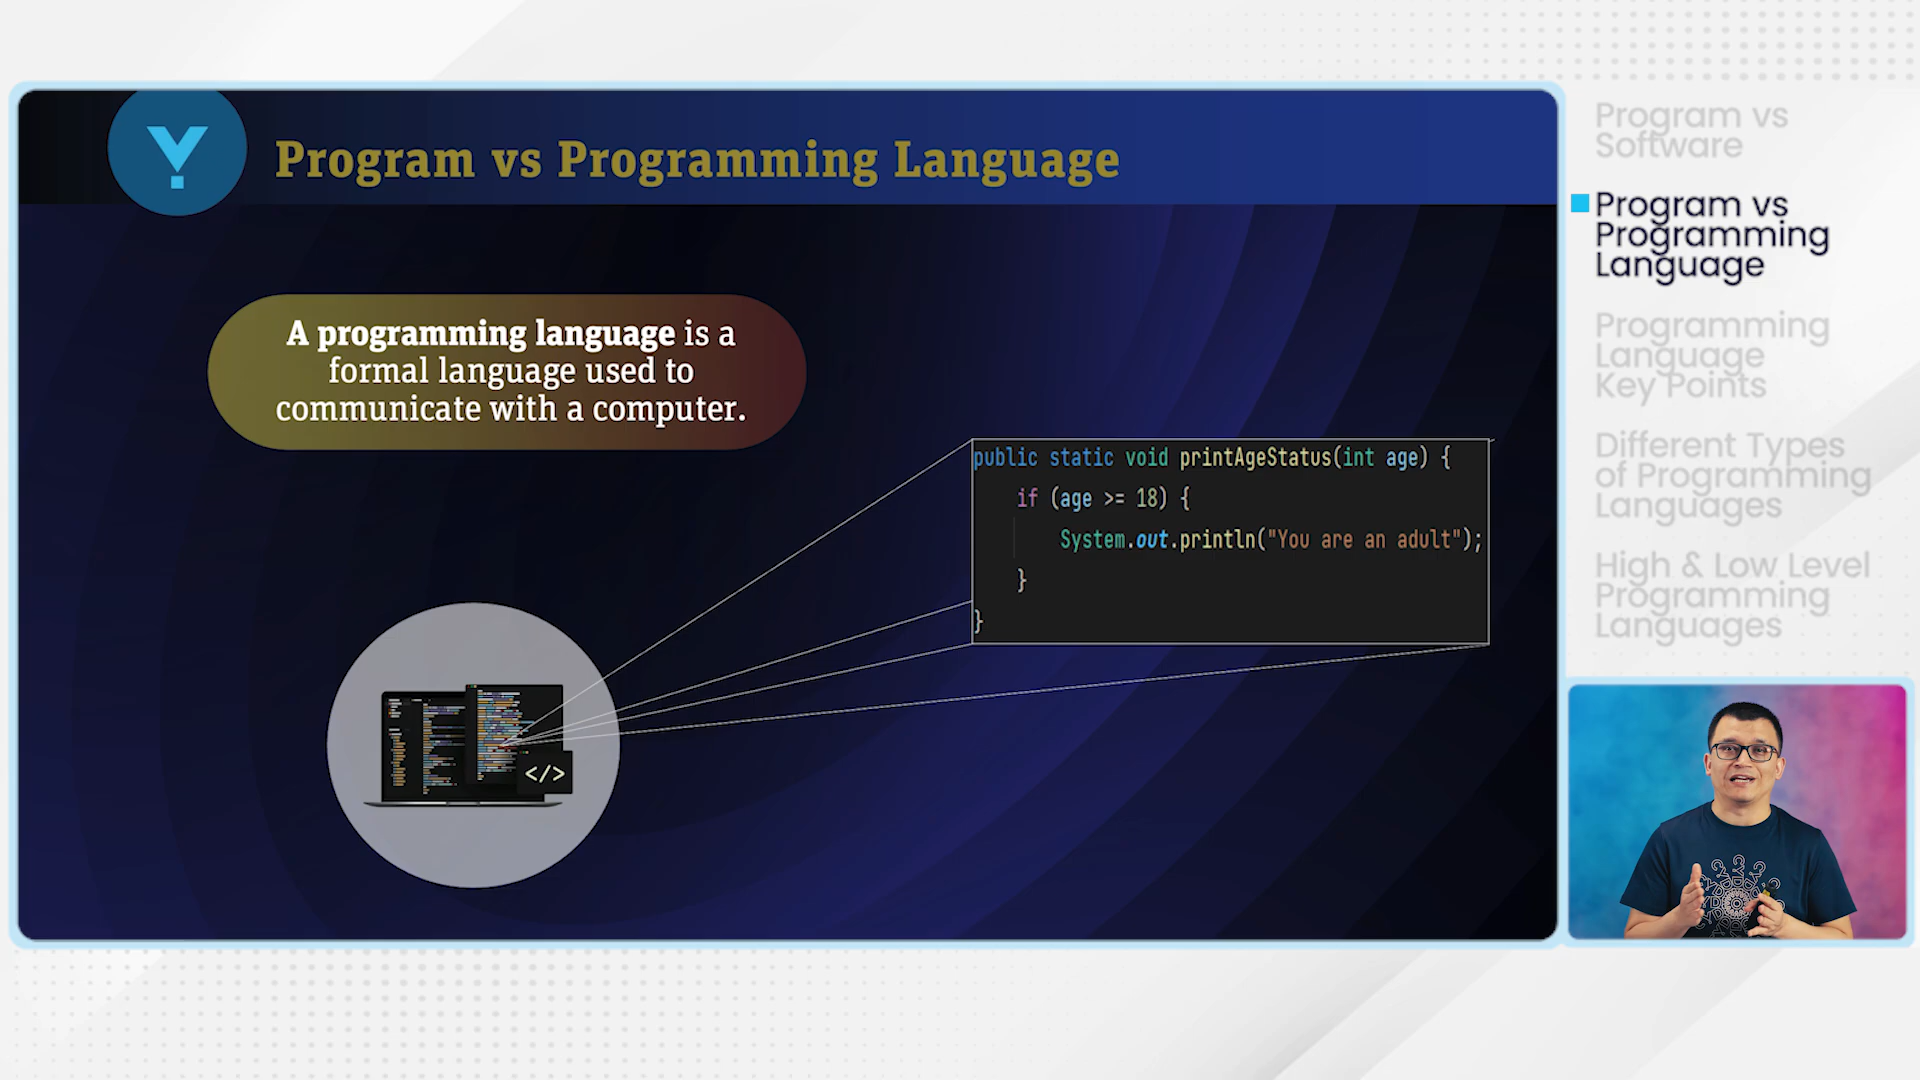 Program vs Programming Language
A programming language is a
formal language used to
communicate with a computer.
public static void printAgeStatus(int age) {
if (age >= 18) {
System.out.println("You are an adult");
}
}
</>
Program vs
Software
Program vs
Programming
Language
Programming
Language
Key Points
Different Types
of Programming
Languages
High & Low Level
Programming
Languages